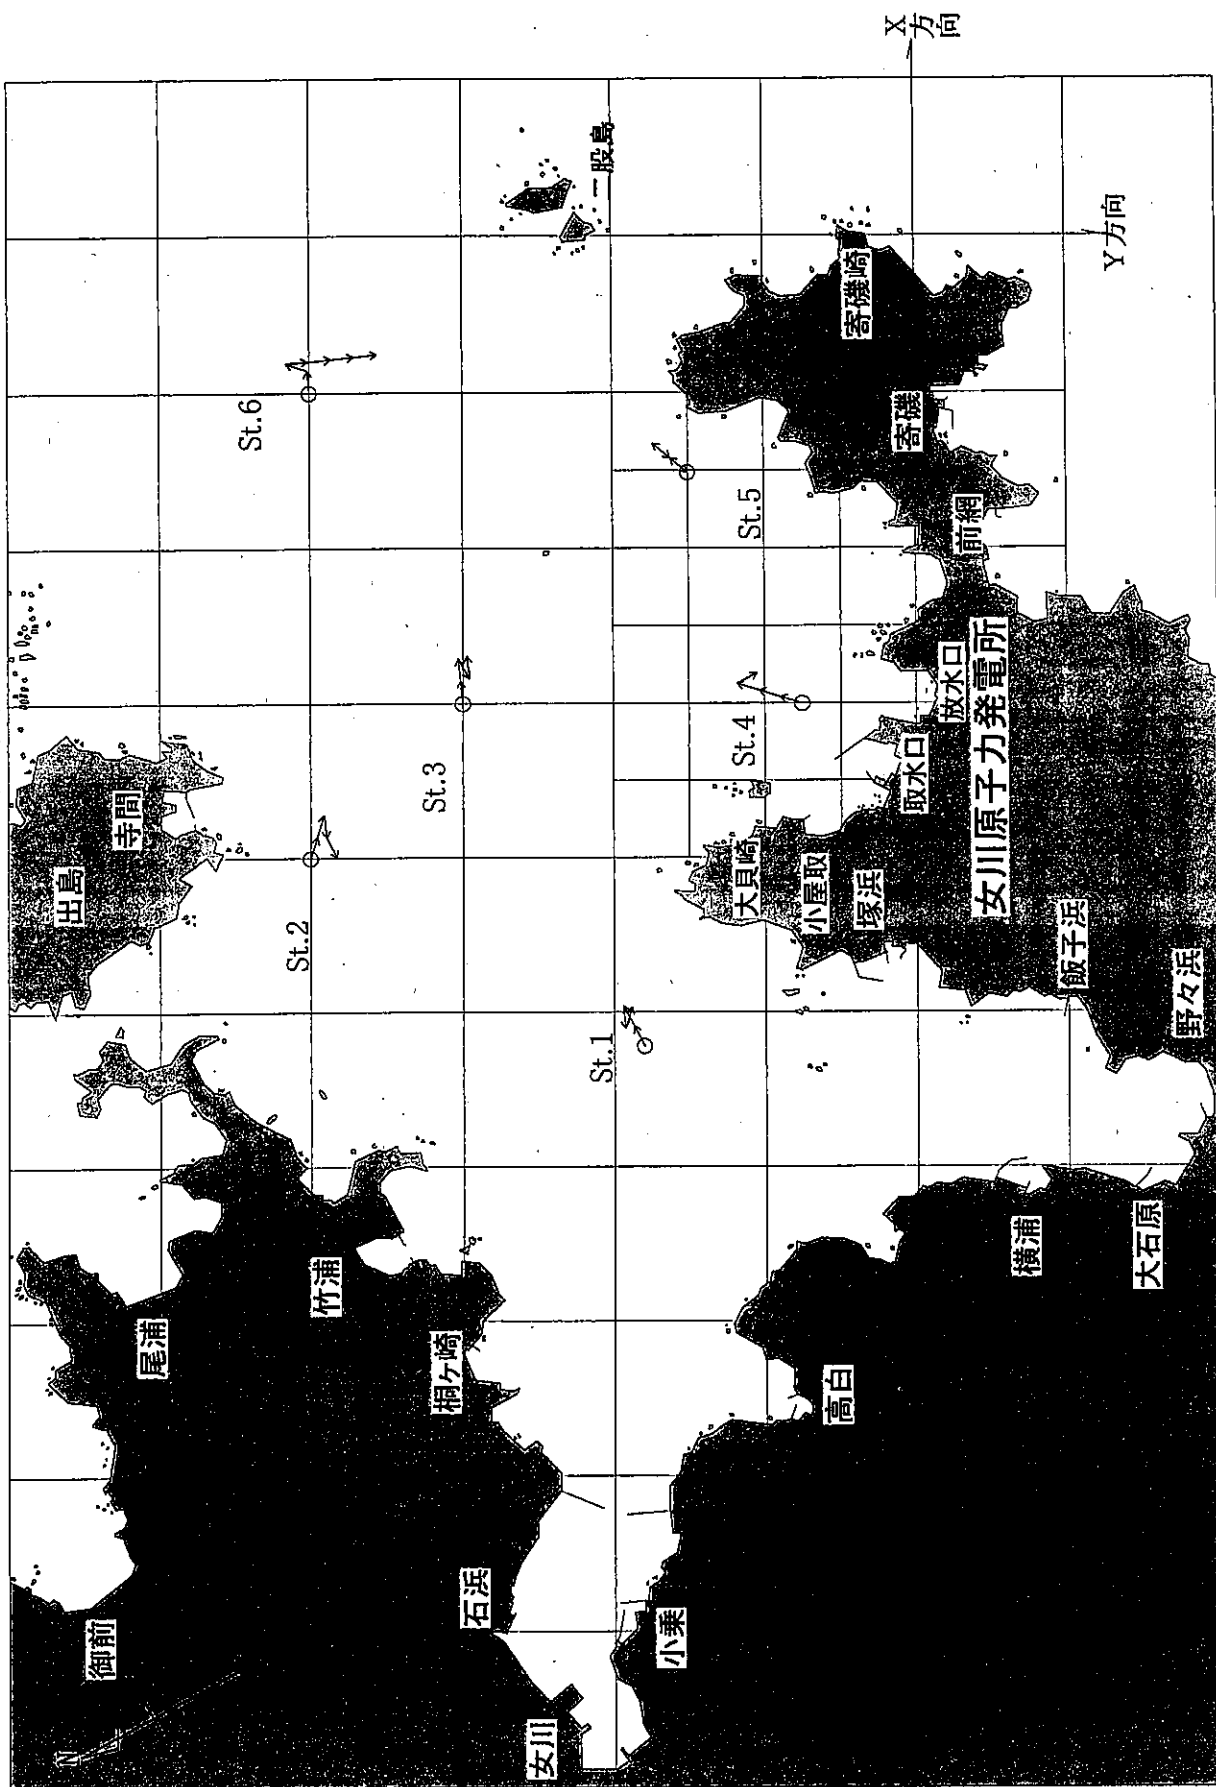 N
御前
出島
寺間
尾浦
St.6
St.2
竹浦
St.3
桐ヶ崎
石浜
女川
St.1
二股島
小乗
St.4
St.5
大貝崎
小屋取
高白
塚浜
寄磯崎
X方向
取水口
寄磯
放水口
前網
女川原子力発電所
横浦
飯子浜
Y方向
大石原
野々浜